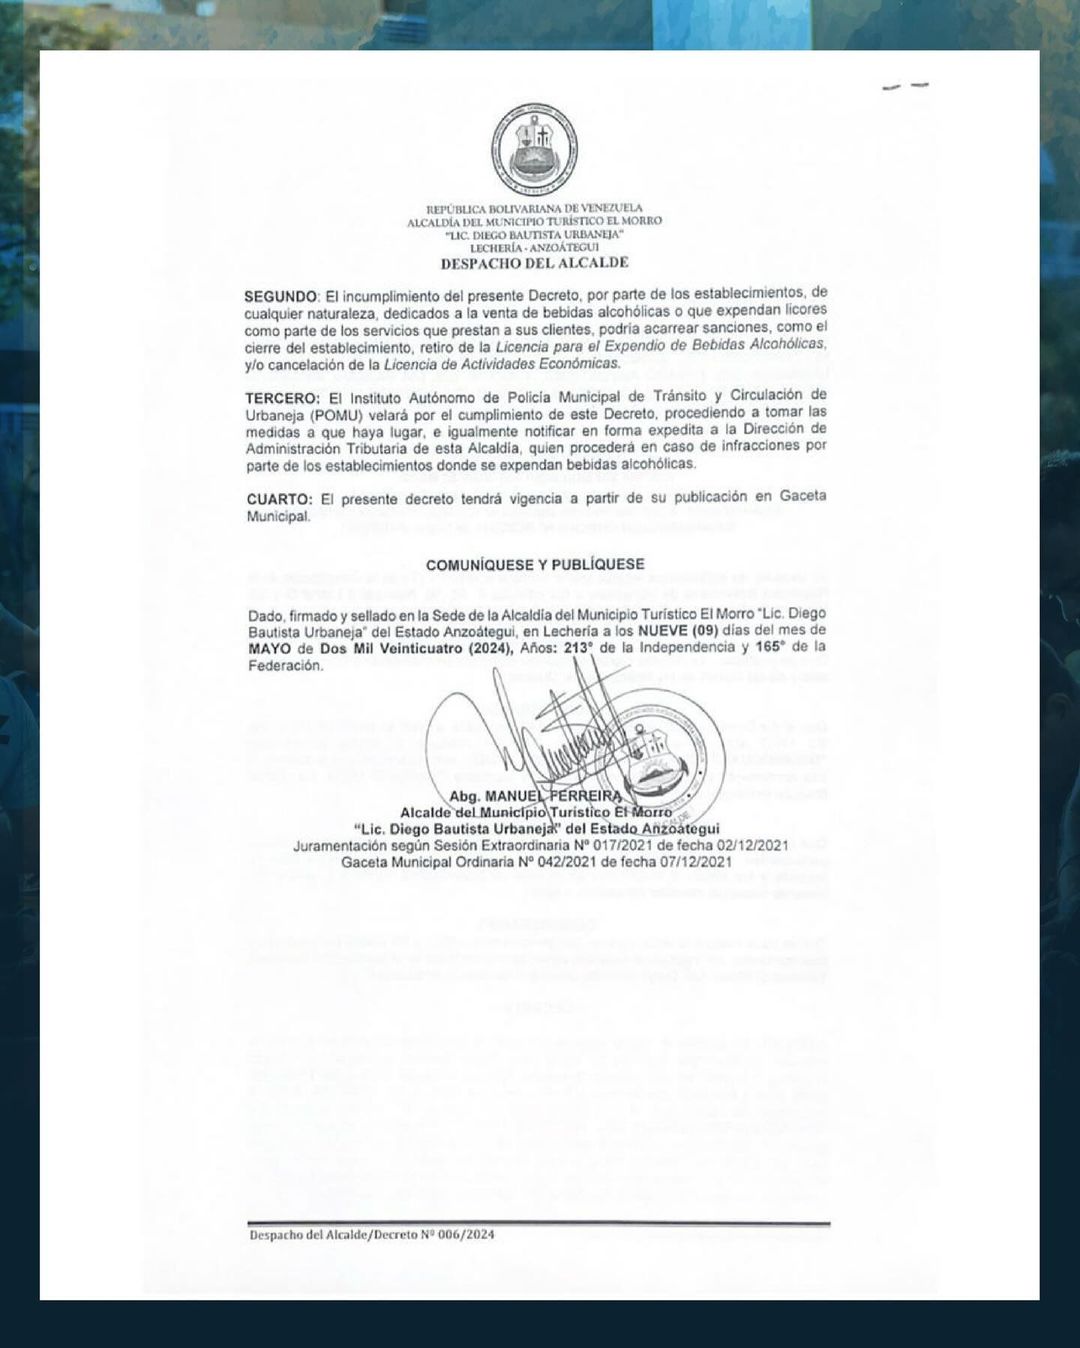 REPÚBLICA BOLIVARIANA DE VENEZUELA
ALCALDÍA DEL MUNICIPIO TURÍSTICO EL MORRO
"LIC. DIEGO BAUTISTA URBANEJA"
LECHERÍA - ANZOÁTEGUI
DESPACHO DEL ALCALDE
SEGUNDO: El incumplimiento del presente Decreto, por parte de los establecimientos, de
cualquier naturaleza, dedicados a la venta de bebidas alcohólicas o que expendan licores
como parte de los servicios que prestan a sus clientes, podría acarrear sanciones, como el
cierre del establecimiento, retiro de la Licencia para el Expendio de Bebidas Alcohólicas,
y/o cancelación de la Licencia de Actividades Económicas.
TERCERO: El Instituto Autónomo de Policía Municipal de Tránsito y Circulación de
Urbaneja (POMU) velará por el cumplimiento de este Decreto, procediendo a tomar las
medidas a que haya lugar, e igualmente notificar en forma expedita a la Dirección de
Administración Tributaria de esta Alcaldía, quien procederá en caso de infracciones por
parte de los establecimientos donde se expendan bebidas alcohólicas.
CUARTO: El presente decreto tendrá vigencia a partir de su publicación en Gaceta
Municipal.
COMUNÍQUESE Y PUBLÍQUESE
Dado, firmado y sellado en la Sede de la Alcaldía del Municipio Turístico El Morro "Lic. Diego
Bautista Urbaneja" del Estado Anzoátegui, en Lechería a los NUEVE (09) días del mes de
MAYO de Dos Mil Veinticuatro (2024), Años: 213° de la Independencia y 165° de la
Federación.
Abg. MANUEL FERREIRA
Alcalde del Municipio Turístico El Morro
"Lic. Diego Bautista Urbaneja" del Estado Anzoátegui
Juramentación según Sesión Extraordinaria Nº 017/2021 de fecha 02/12/2021
Gaceta Municipal Ordinaria Nº 042/2021 de fecha 07/12/2021
Despacho del Alcalde/Decreto Nº 006/2024